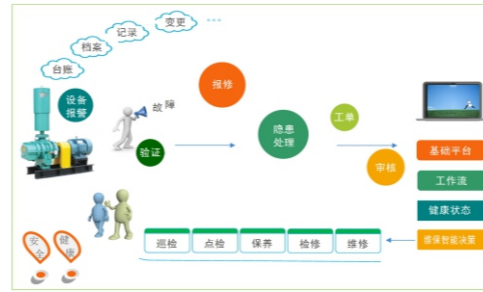 变更
…
记录
档案
台账
设备
报警
报修
故障
验证
隐患
处理
工单
审核
基础平台
工作流
健康状态
维保智能决策
巡检
点检
保养
检修
维修
安全
健康